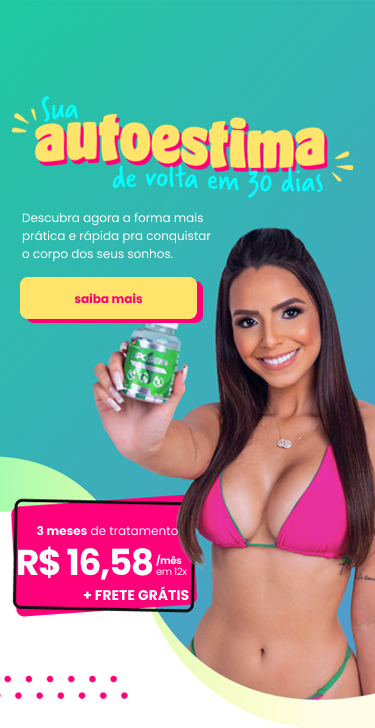 Sua
autoestima
de volta em 30 dias
Descubra agora a forma mais
prática e rápida pra conquistar
o corpo dos seus sonhos.
saiba mais
3 meses de tratamento
R$ 16,58 /mês
em 12x
+ FRETE GRÁTIS